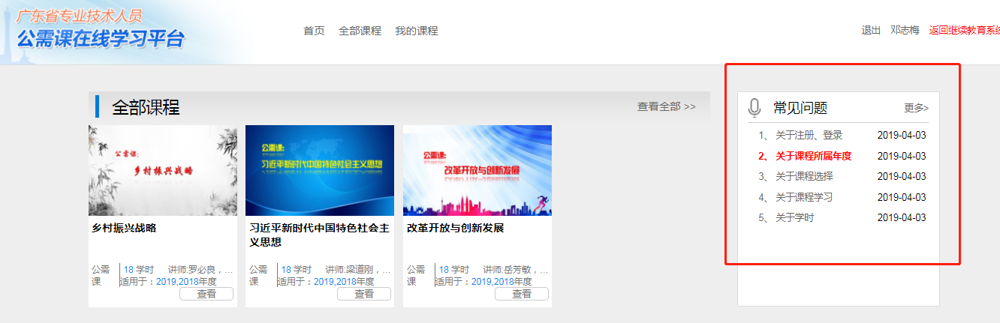 广东省专业技术人员
公需课在线学习平台
首页 全部课程 我的课程
退出 邓志梅 返回继续教育系统
全部课程
查看全部 >>
公需课:
乡村振兴战略
乡村振兴战略
公需课
18 学时 讲师:罗必良，...
适用于：2019,2018年度
查看
公需课:
习近平新时代中国特色社会主义思想
习近平新时代中国特色社会主
义思想
公需课
18 学时 讲师:梁道刚，...
适用于：2019,2018年度
查看
公需课:
改革开放与创新发展
改革开放与创新发展
公需课
18 学时 讲师:岳芳敏，...
适用于：2019,2018年度
查看
常见问题 更多>
1、 关于注册、登录 2019-04-03
2、 关于课程所属年度 2019-04-03
3、 关于课程选择 2019-04-03
4、 关于课程学习 2019-04-03
5、 关于学时 2019-04-03